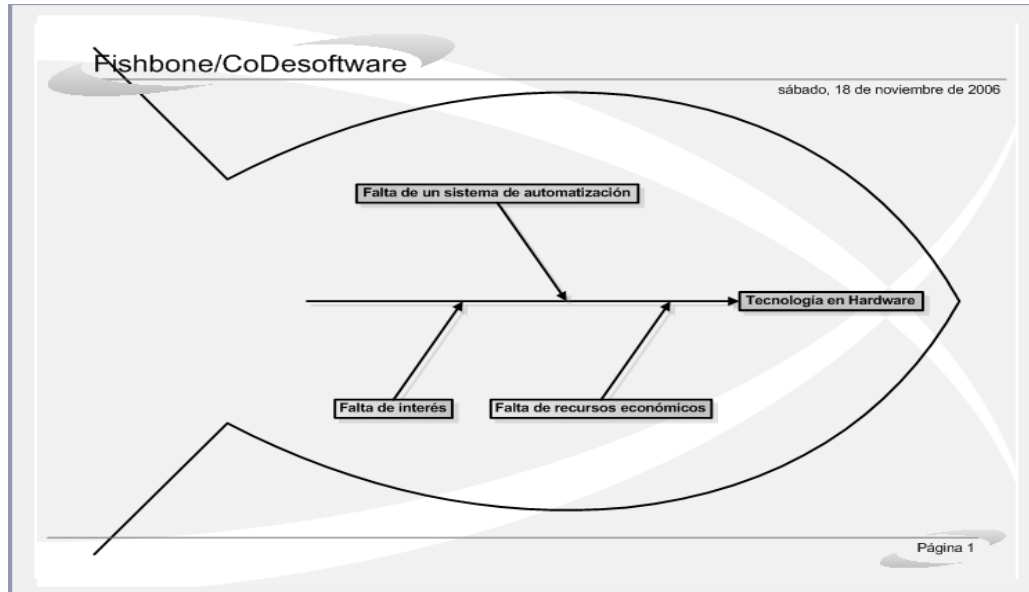 Fishbone/CoDesoftware
sábado, 18 de noviembre de 2006
Falta de un sistema de automatización
Tecnología en Hardware
Falta de interés
Falta de recursos económicos
Página 1